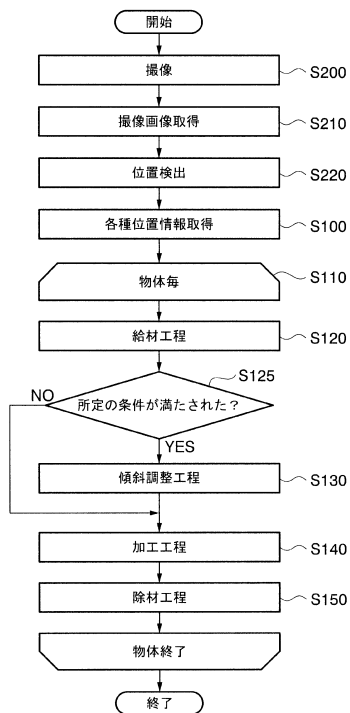 開始
撮像
S200
撮像画像取得
S210
位置検出
S220
各種位置情報取得
S100
物体毎
S110
給材工程
S120
S125
所定の条件が満たされた？
NO
YES
傾斜調整工程
S130
加工工程
S140
除材工程
S150
物体終了
終了